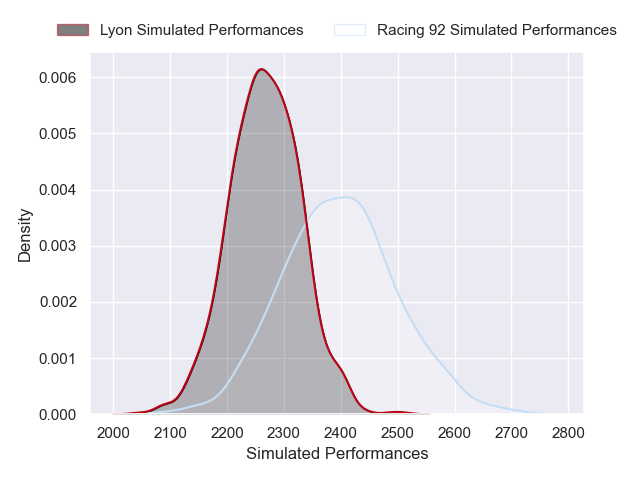 Lyon Simulated Performances
Racing 92 Simulated Performances
0.006
0.005
0.004
0.003
0.002
0.001
0.000
Density
2000 2100 2200 2300 2400 2500 2600 2700 2800
Simulated Performances